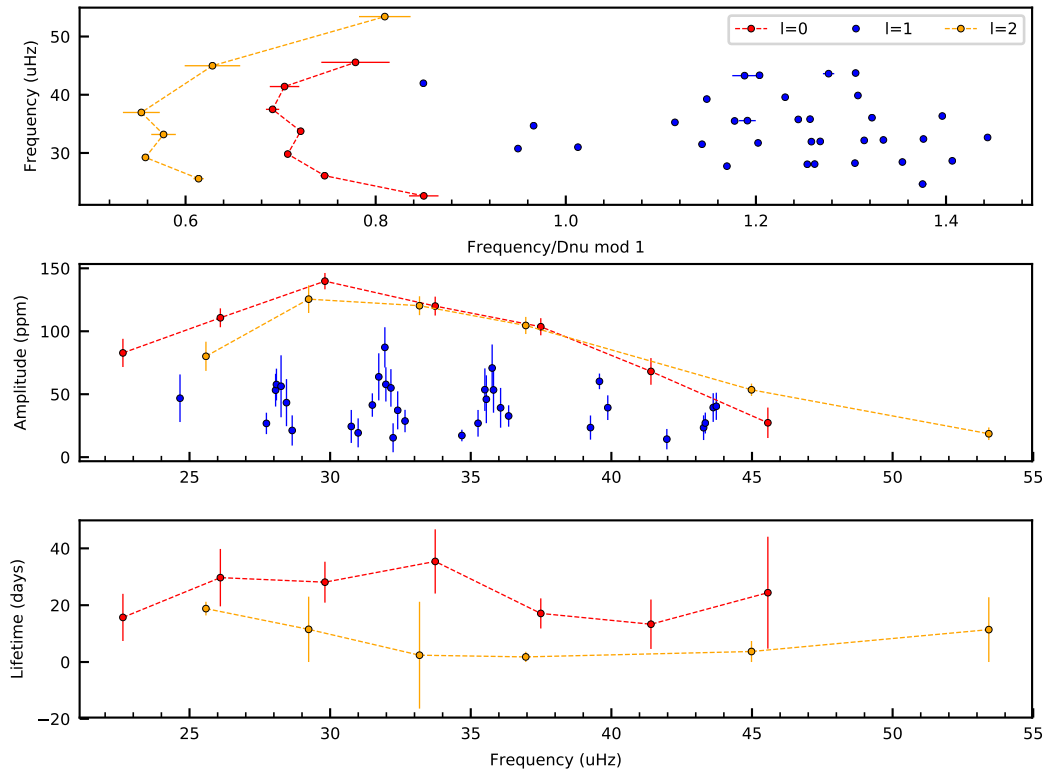 Frequency (uHz)
50
40
30
l=0 l=1 l=2
0.6 0.8 1.0 1.2 1.4
Frequency/Dnu mod 1
Amplitude (ppm)
150
100
50
0
25 30 35 40 45 50 55
Lifetime (days)
40
20
0
−20
25 30 35 40 45 50 55
Frequency (uHz)